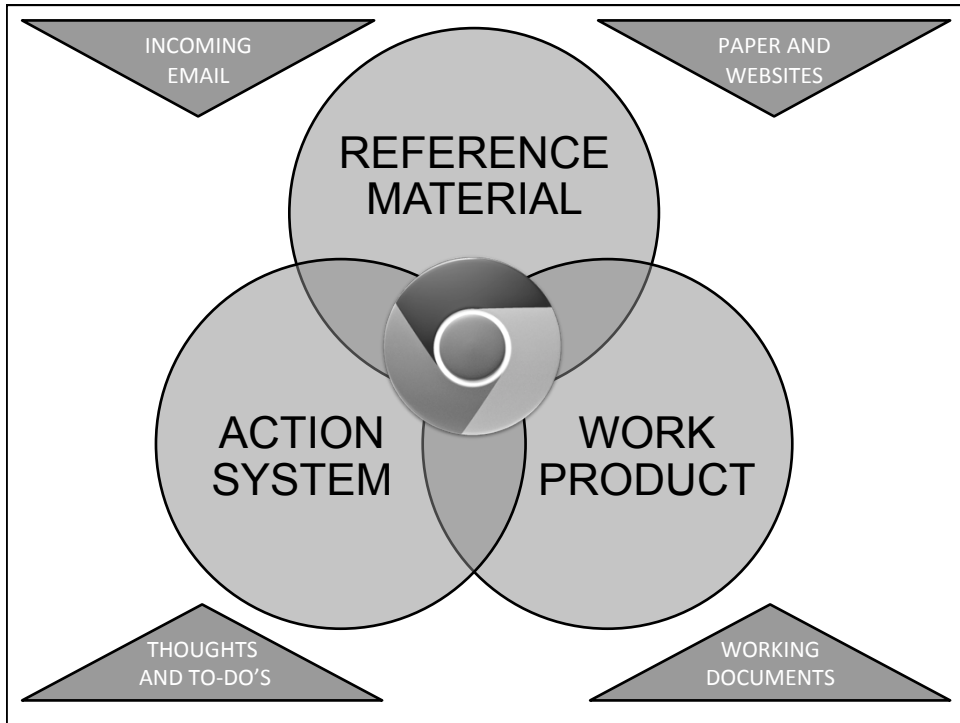 INCOMING
EMAIL
PAPER AND
WEBSITES
REFERENCE
MATERIAL
ACTION
SYSTEM
WORK
PRODUCT
THOUGHTS
AND TO-DO’S
WORKING
DOCUMENTS